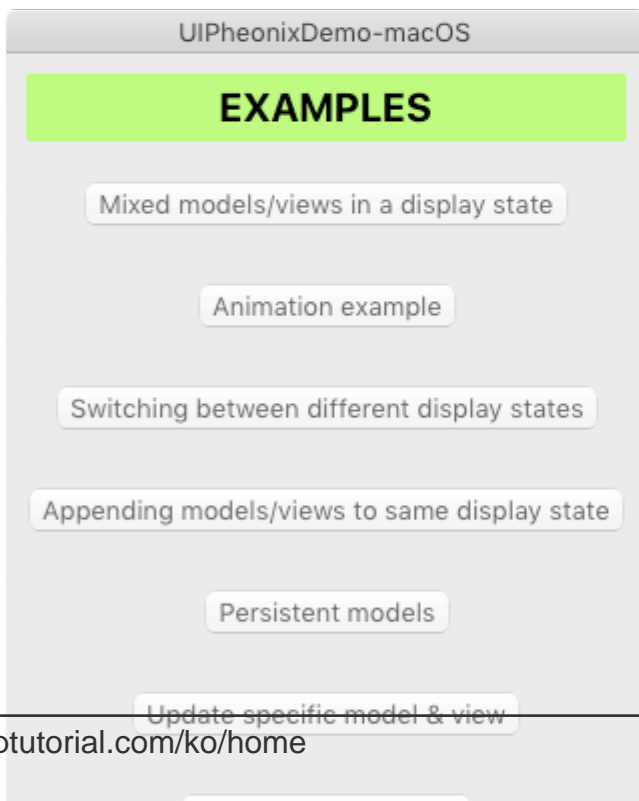 UIPheonixDemo-macOS
EXAMPLES
Mixed models/views in a display state
Animation example
Switching between different display states
Appending models/views to same display state
Persistent models
Update specific model & view
otutorial.com/ko/home